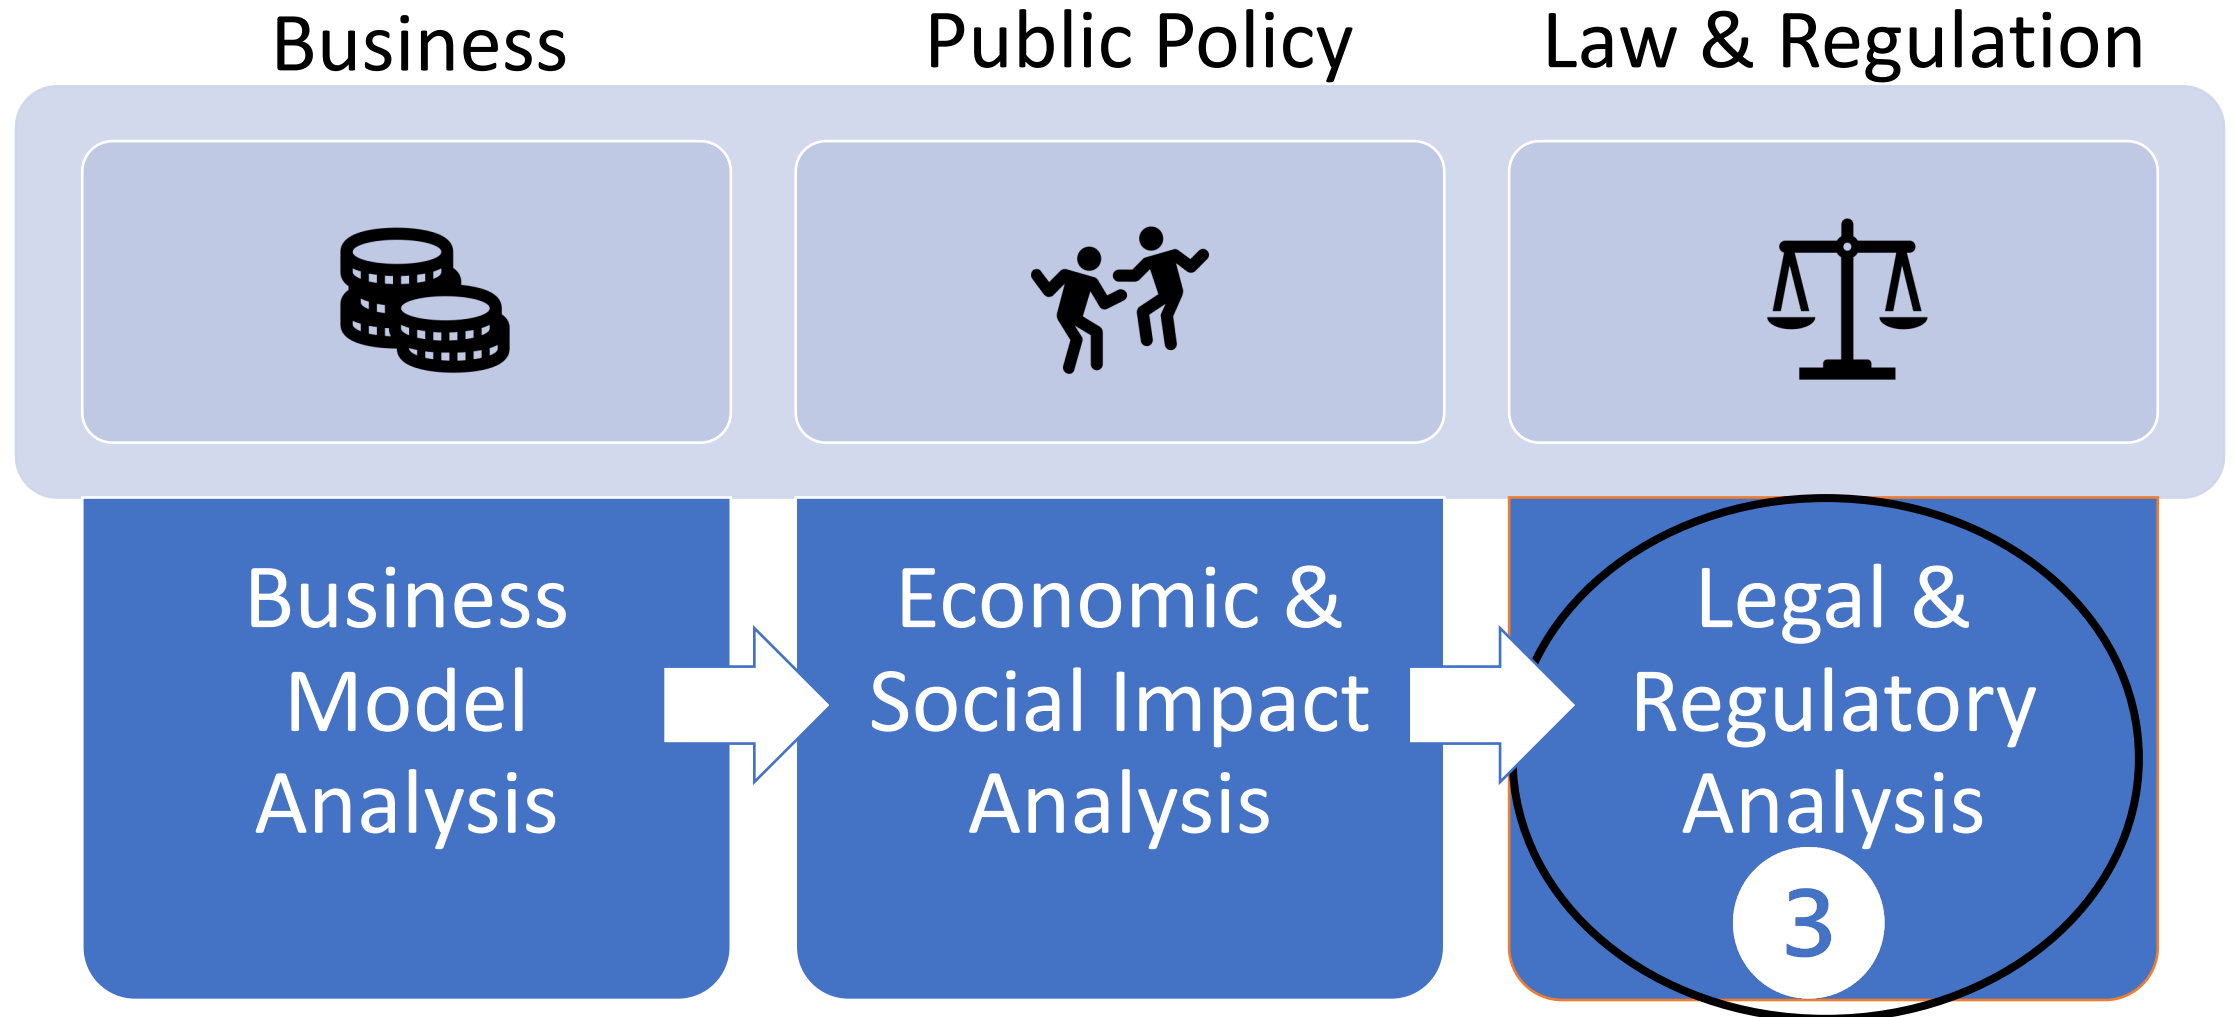 Business
Public Policy
Law & Regulation
Business
Model
Analysis
Economic &
Social Impact
Analysis
Legal &
Regulatory
Analysis
3